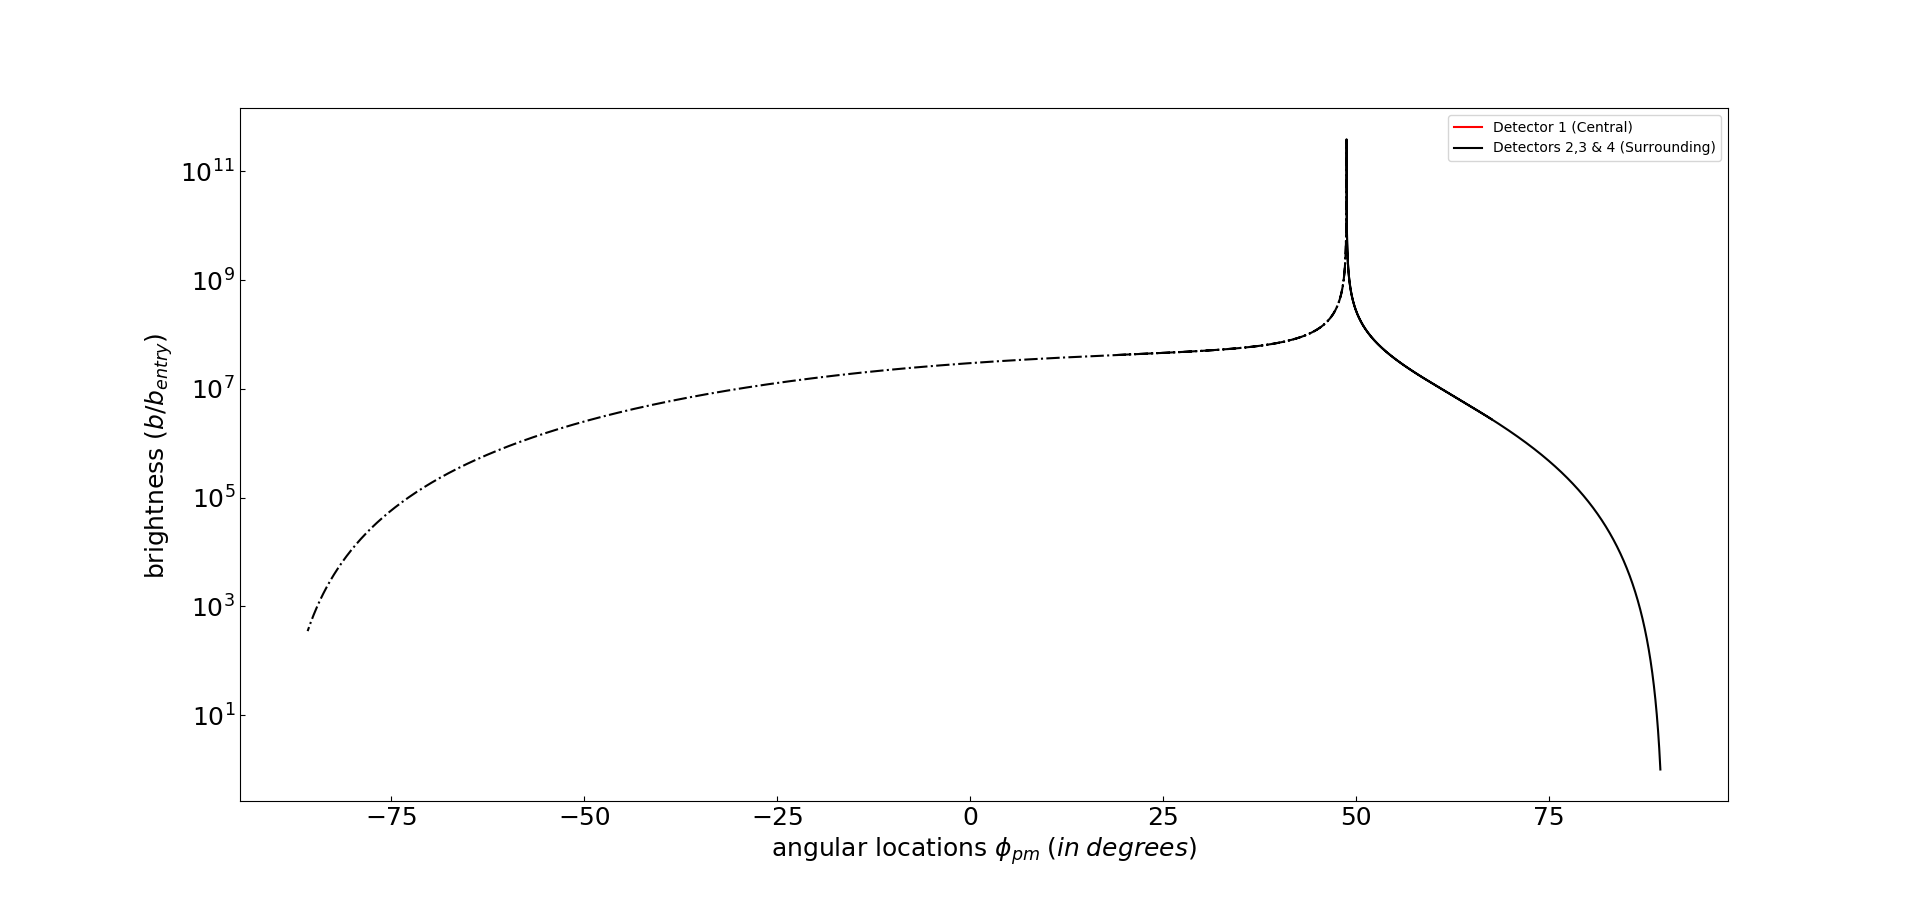 Detector 1 (Central)
Detectors 2,3 & 4 (Surrounding)
10^11
10^9
10^7
10^5
10^3
10^1
brightness (b/b_entry)
−75 −50 −25 0 25 50 75
angular locations ϕ_pm (in degrees)